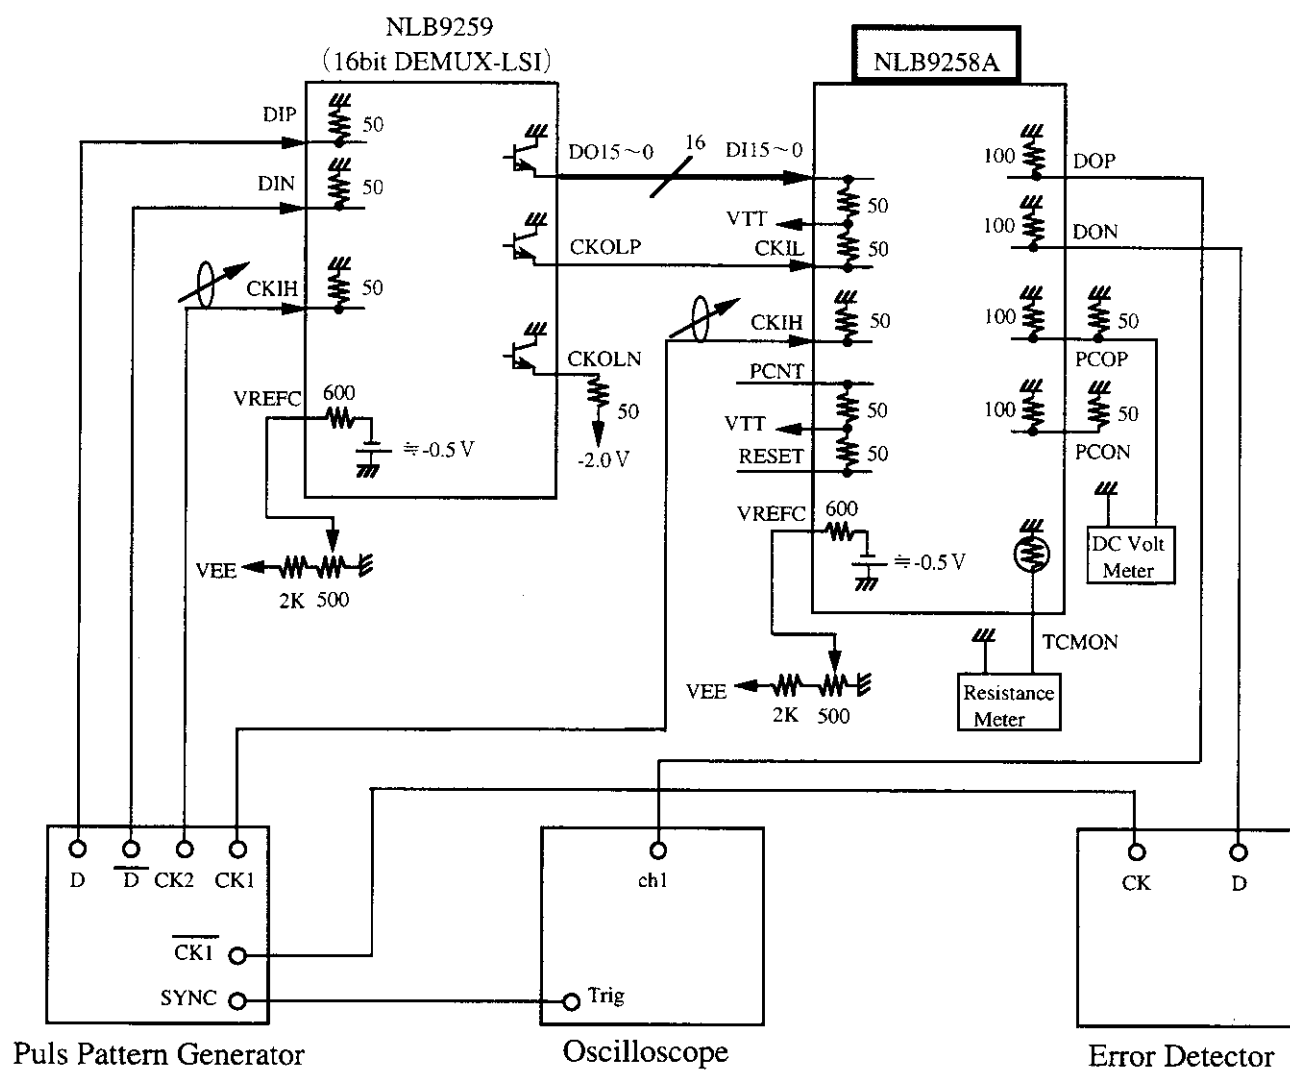 NLB9259
(16bit DEMUX-LSI)
NLB9258A
DIP
50
DIN
50
CKIH
50
VREFC
600
≒-0.5 V
VEE
2K
500
DO15~0
16
DI15~0
CKOLP
CKOLN
50
-2.0 V
VTT
CKIL
50
50
CKIH
50
PCNT
VTT
50
50
RESET
VREFC
600
≒-0.5 V
VEE
2K
500
100
DOP
100
DON
100
50
PCOP
100
50
PCON
DC Volt
Meter
TCMON
Resistance
Meter
D
D
CK2
CK1
CK1
SYNC
Puls Pattern Generator
ch1
Trig
Oscilloscope
CK
D
Error Detector